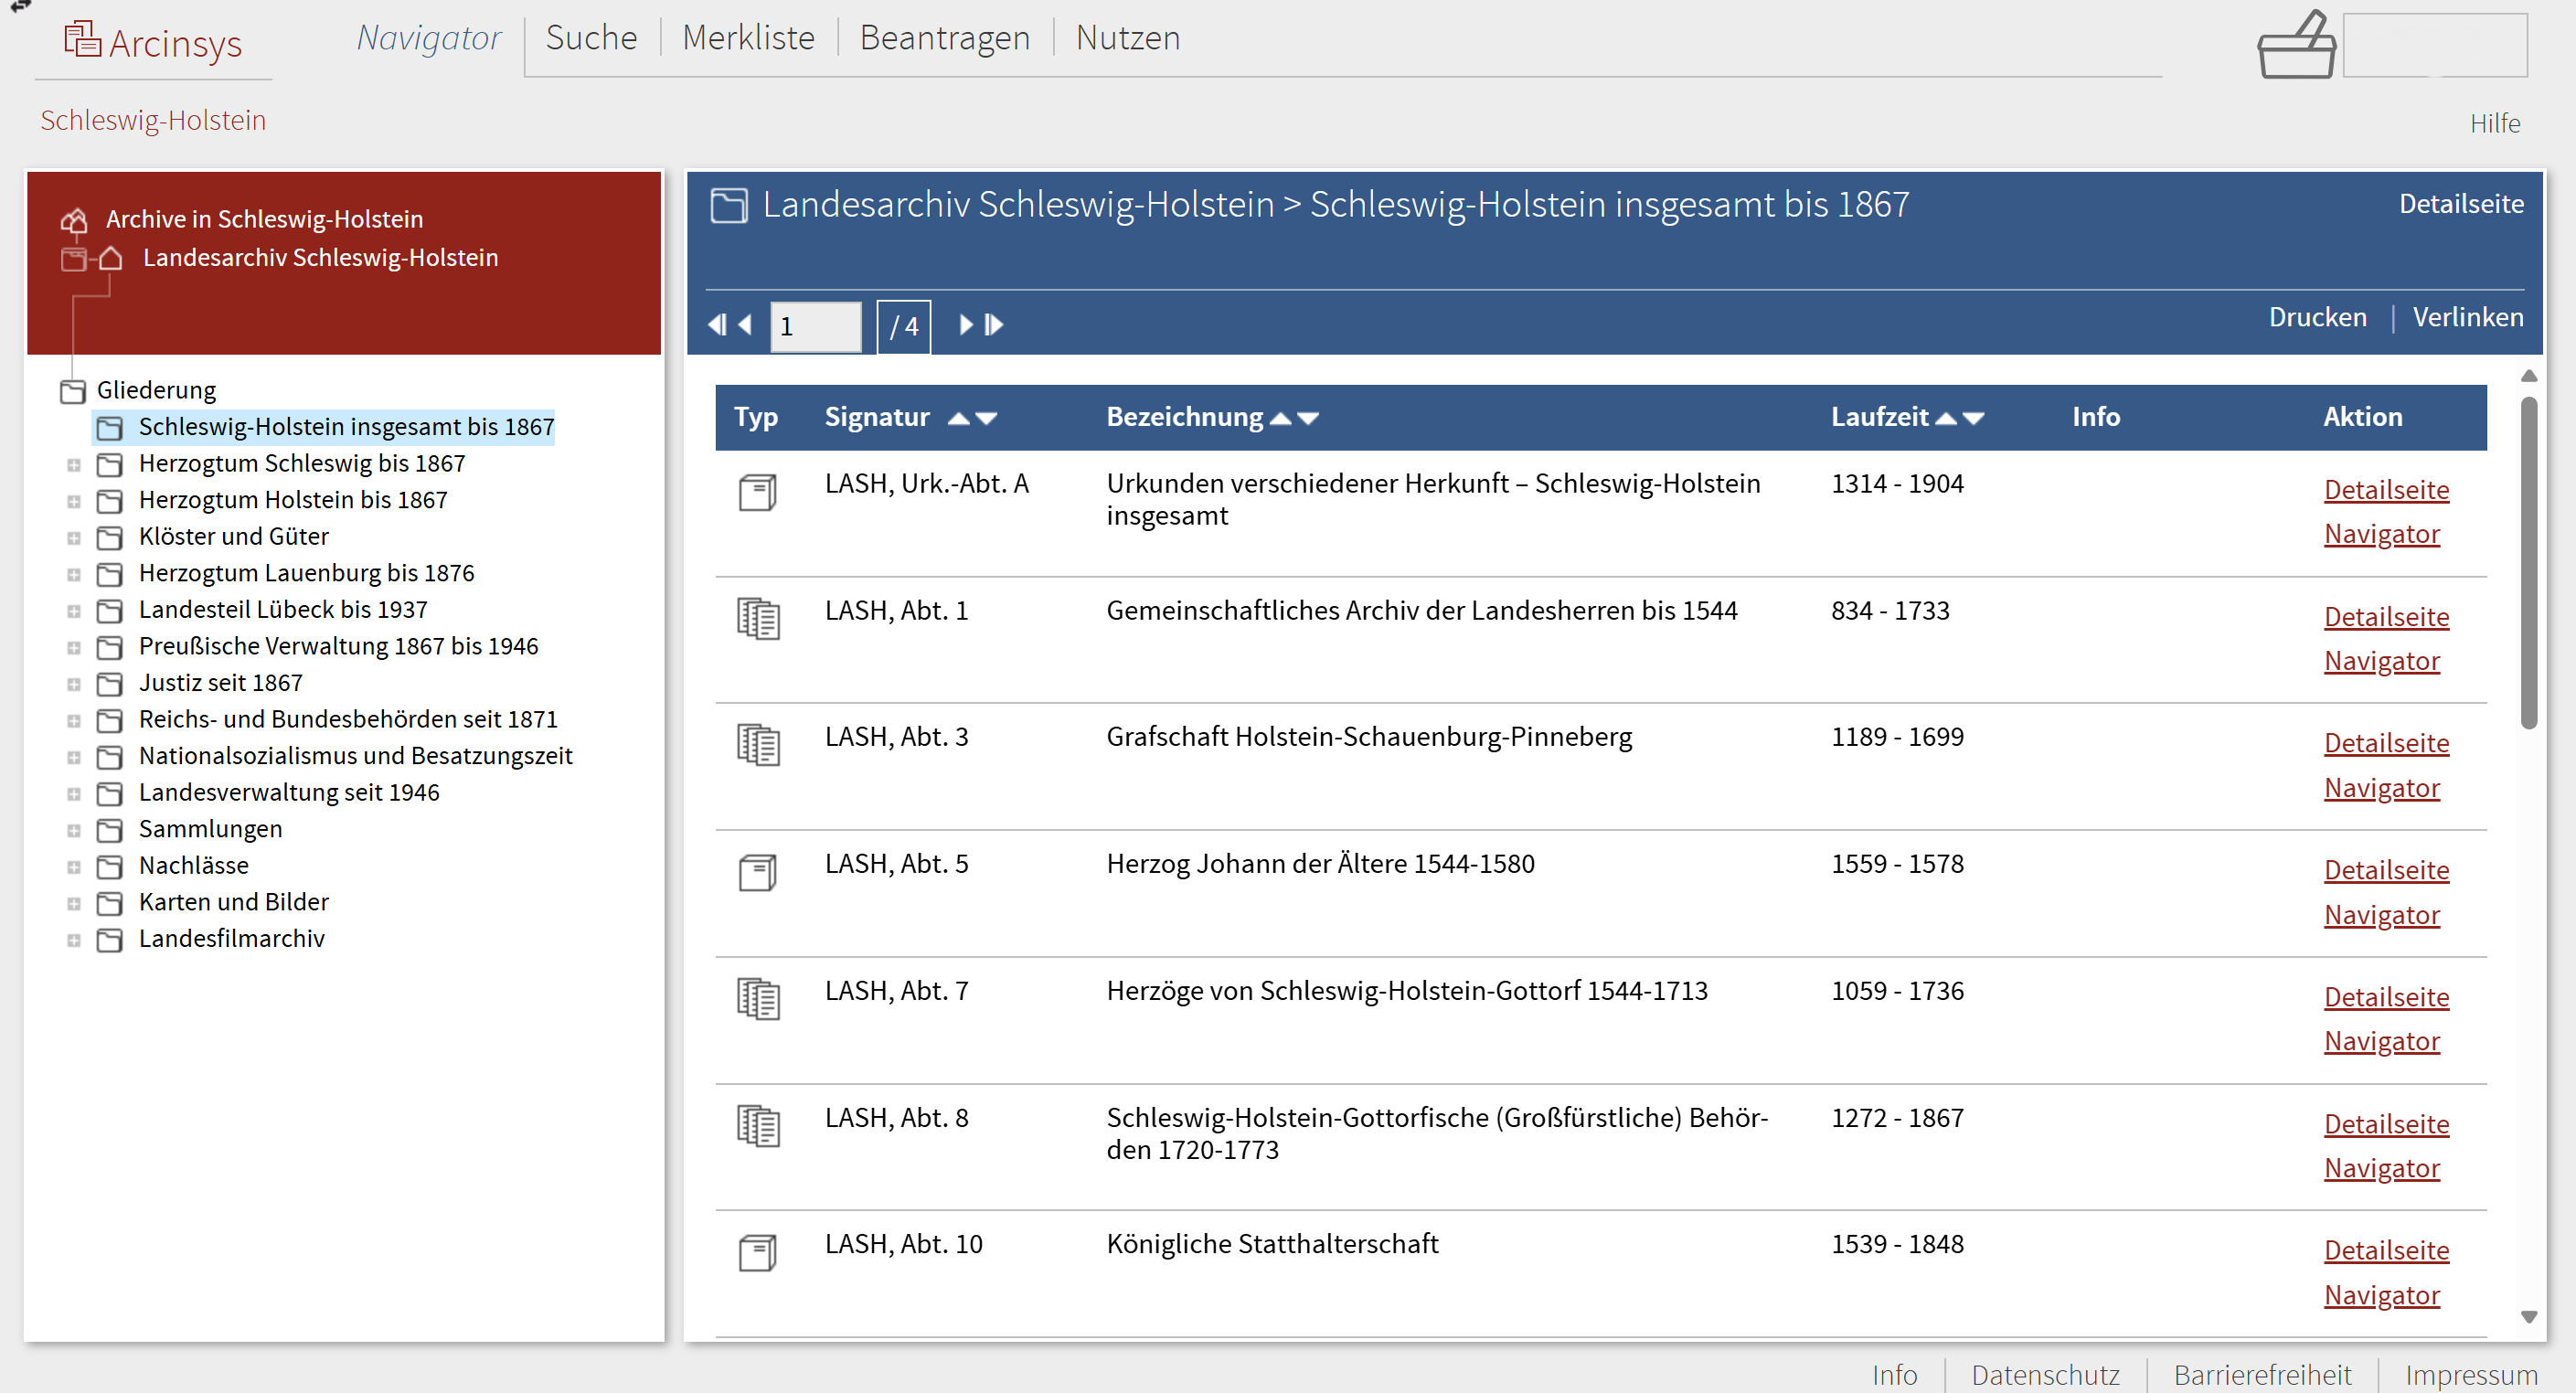 Arcinsys
Navigator
Suche
Merkliste
Beantragen
Nutzen
Schleswig-Holstein
Hilfe
Archive in Schleswig-Holstein
Landesarchiv Schleswig-Holstein
Gliederung
Schleswig-Holstein insgesamt bis 1867
Herzogtum Schleswig bis 1867
Herzogtum Holstein bis 1867
Klöster und Güter
Herzogtum Lauenburg bis 1876
Landesteil Lübeck bis 1937
Preußische Verwaltung 1867 bis 1946
Justiz seit 1867
Reichs- und Bundesbehörden seit 1871
Nationalsozialismus und Besatzungszeit
Landesverwaltung seit 1946
Sammlungen
Nachlässe
Karten und Bilder
Landesfilmarchiv
Landesarchiv Schleswig-Holstein > Schleswig-Holstein insgesamt bis 1867
Detailseite
1 / 4
Drucken
Verlinken
Typ Signatur Bezeichnung Laufzeit Info Aktion
LASH, Urk.-Abt. A Urkunden verschiedener Herkunft – Schleswig-Holstein 1314 - 1904 Detailseite
insgesamt
Navigator
LASH, Abt. 1 Gemeinschaftliches Archiv der Landesherren bis 1544 834 - 1733 Detailseite
Navigator
LASH, Abt. 3 Grafschaft Holstein-Schauenburg-Pinneberg 1189 - 1699 Detailseite
Navigator
LASH, Abt. 5 Herzog Johann der Ältere 1544-1580 1559 - 1578 Detailseite
Navigator
LASH, Abt. 7 Herzöge von Schleswig-Holstein-Gottorf 1544-1713 1059 - 1736 Detailseite
Navigator
LASH, Abt. 8 Schleswig-Holstein-Gottorfische (Großfürstliche) Behör- 1272 - 1867 Detailseite
den 1720-1773
Navigator
LASH, Abt. 10 Königliche Statthalterschaft 1539 - 1848 Detailseite
Navigator
Info
Datenschutz
Barrierefreiheit
Impressum